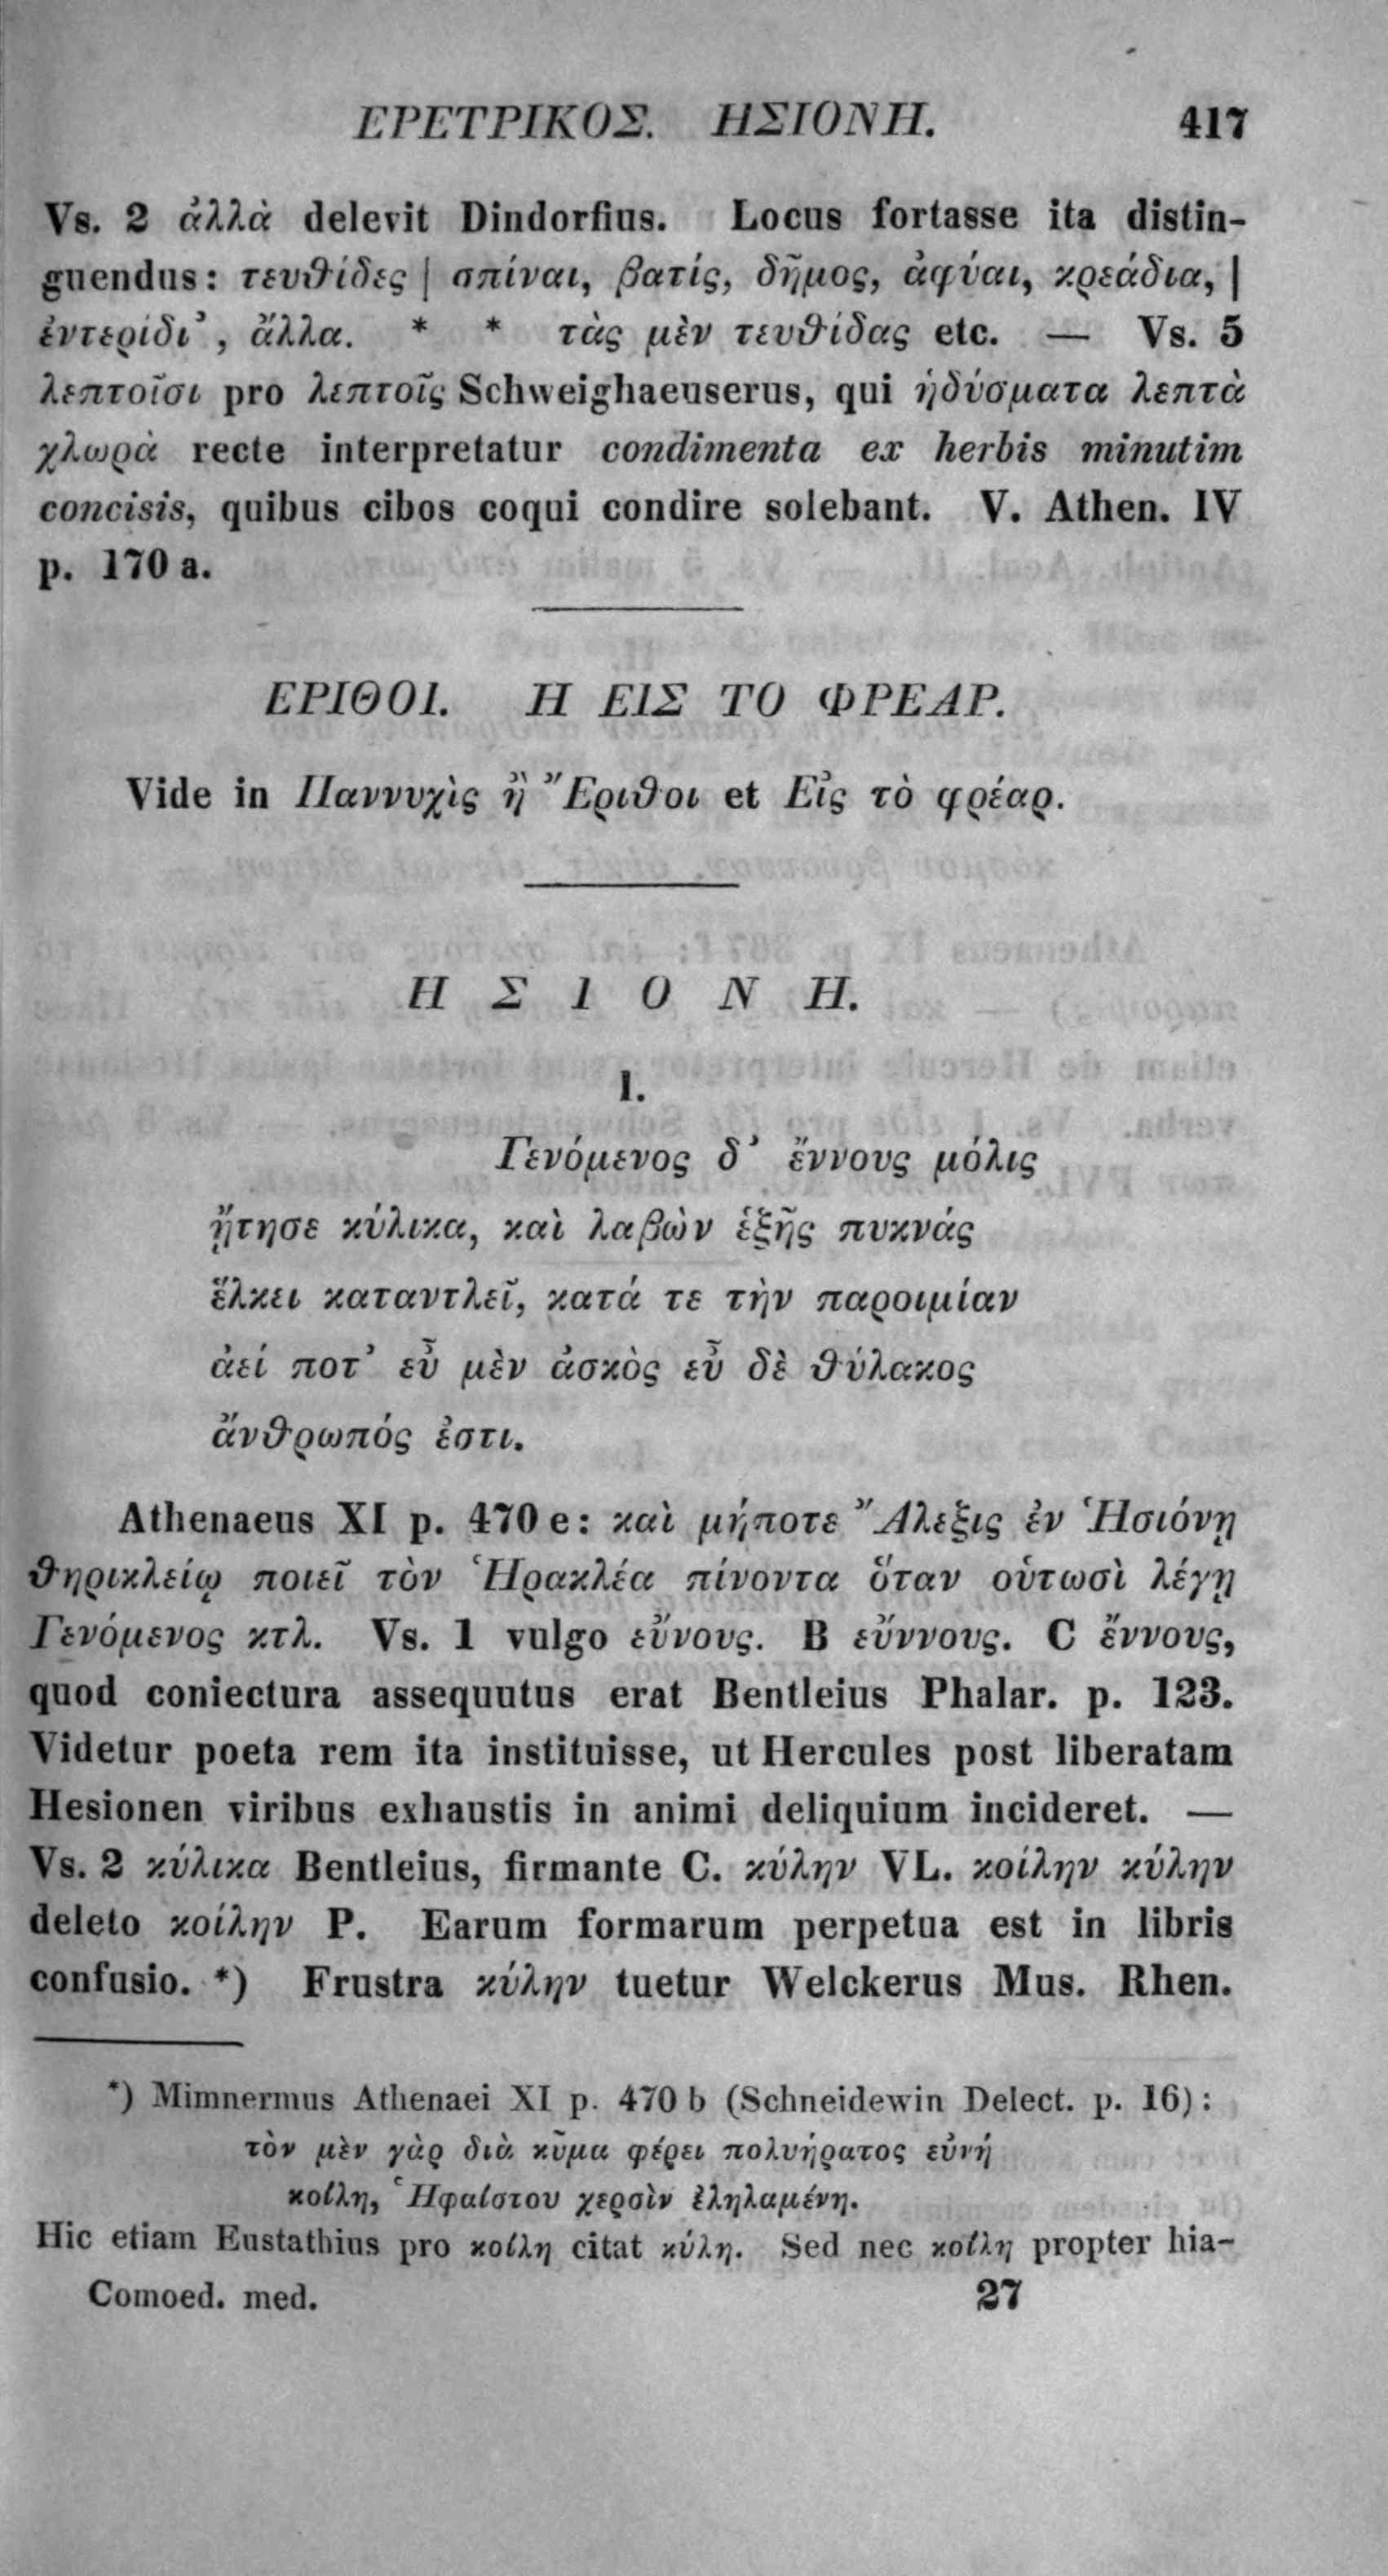 ΕΡΕΤΡΙΚΟΣ. ΗΣΙΟΝΗ. 417
Vs. 2 ἀλλὰ delevit Dindorfius. Locus fortasse ita distin-
guendus: τευθίδες | σπίναι, βατίς, δῆμος, ἀφύαι, κρεάδια, |
ἐντερίδι᾽, ἄλλα. * * τὰς μὲν τευθίδας etc. — Vs. 5
λεπτοῖσι pro λεπτοῖς Schweighaeuserus, qui ἡδύσματα λεπτὰ
χλωρὰ recte interpretatur condimenta ex herbis minutim
concisis, quibus cibos coqui condire solebant. V. Athen. IV
p. 170 a.
ΕΡΙΘΟΙ. Η ΕΙΣ ΤΟ ΦΡΕΑΡ.
Vide in Παννυχὶς ἢ Ἔριθοι et Εἰς τὸ φρέαρ.
ΗΣΙΟΝΗ.
I.
Γενόμενος δ᾽ ἔννους μόλις
ᾔτησε κύλικα, καὶ λαβὼν ἑξῆς πυκνάς
ἕλκει καταντλεῖ, κατά τε τὴν παροιμίαν
ἀεί ποτ᾽ εὖ μὲν ἀσκὸς εὖ δὲ θύλακος
ἄνθρωπός ἐστι.
Athenaeus XI p. 470 e: καὶ μήποτε Ἄλεξις ἐν Ἡσιόνῃ
θηρικλείῳ ποιεῖ τὸν Ἡρακλέα πίνοντα ὅταν οὑτωσὶ λέγῃ
Γενόμενος κτλ. Vs. 1 vulgo εὔνους. B εὔννους. C ἔννους,
quod coniectura assequutus erat Bentleius Phalar. p. 123.
Videtur poeta rem ita instituisse, ut Hercules post liberatam
Hesionen viribus exhaustis in animi deliquium incideret. —
Vs. 2 κύλικα Bentleius, firmante C. κύλην VL. κοίλην κύλην
deleto κοίλην P. Earum formarum perpetua est in libris
confusio. *) Frustra κύλην tuetur Welckerus Mus. Rhen.
*) Mimnermus Athenaei XI p. 470 b (Schneidewin Delect. p. 16):
τὸν μὲν γὰρ διὰ κῦμα φέρει πολυήρατος εὐνή
κοίλη, Ἡφαίστου χερσὶν ἐληλαμένη.
Hic etiam Eustathius pro κοίλη citat κύλη. Sed nec κοίλη propter hia-
Comoed. med. 27